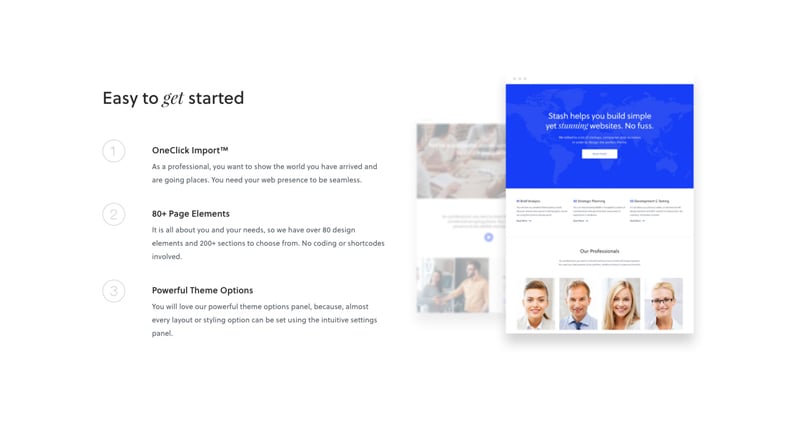 Easy to get started
1
OneClick Import™
As a professional, you want to show the world you have arrived and
are going places. You need your web presence to be seamless.
2
80+ Page Elements
It is all about you and your needs, so we have over 80 design
elements and 200+ sections to choose from. No coding or shortcodes
involved.
3
Powerful Theme Options
You will love our powerful theme options panel, because, almost
every layout or styling option can be set using the intuitive settings
panel.
Stash helps you build simple
yet stunning websites. No fuss.
Our Professionals